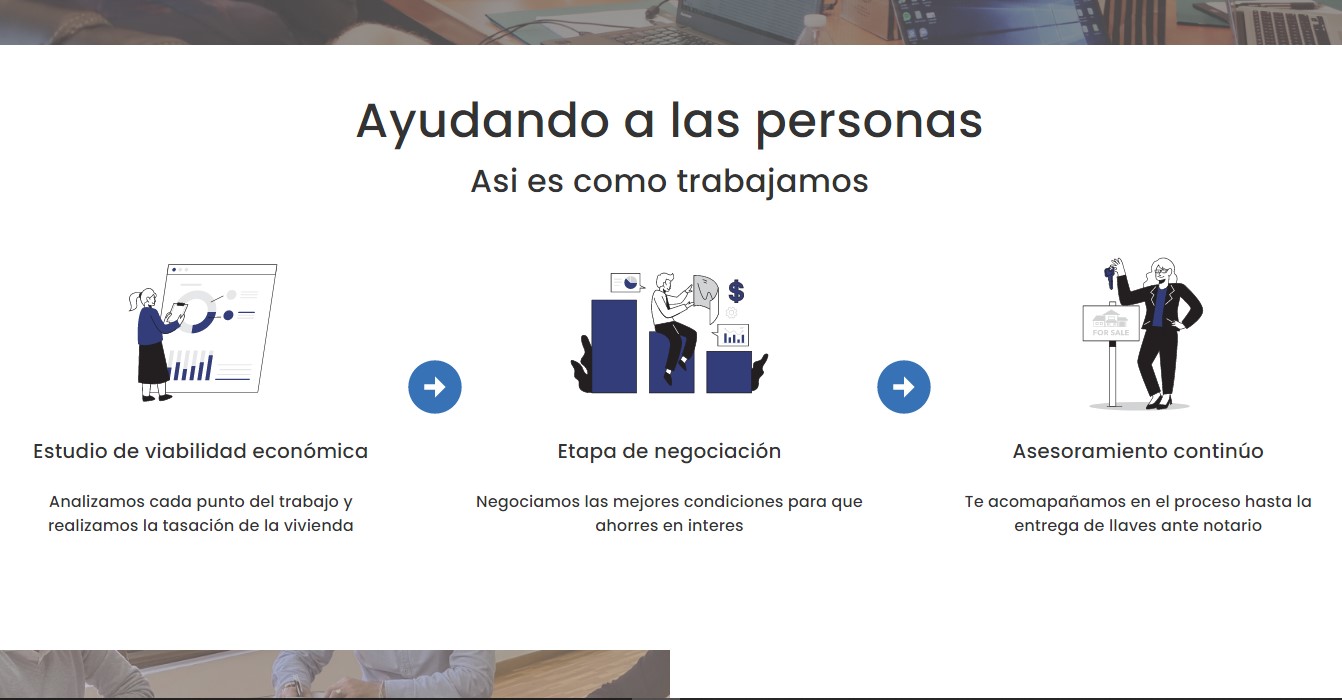 Ayudando a las personas
Asi es como trabajamos
FOR SALE
Estudio de viabilidad económica
Analizamos cada punto del trabajo y
realizamos la tasación de la vivienda
Etapa de negociación
Negociamos las mejores condiciones para que
ahorres en interes
Asesoramiento continúo
Te acomapañamos en el proceso hasta la
entrega de llaves ante notario